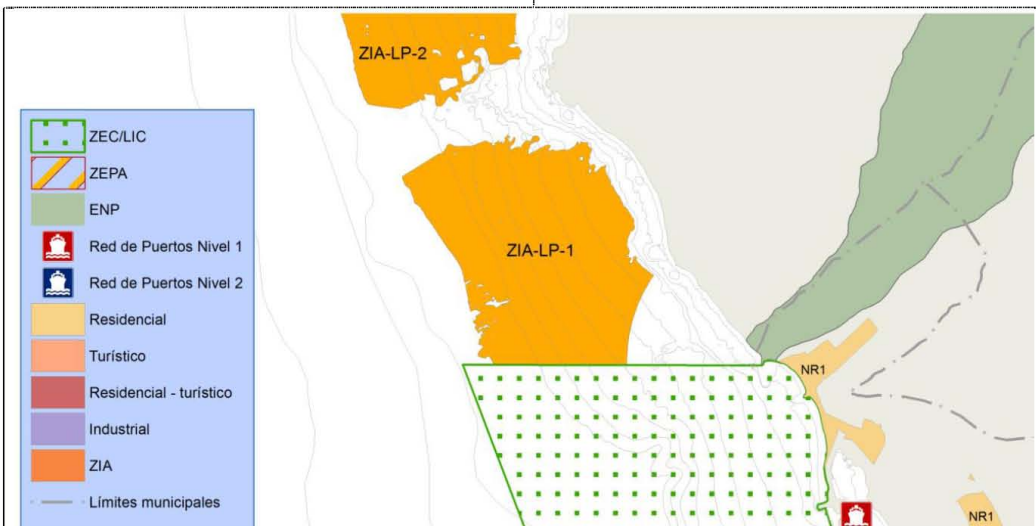 ZIA-LP-2
ZEC/LIC
ZEPA
ENP
Red de Puertos Nivel 1
Red de Puertos Nivel 2
Residencial
Turístico
Residencial - turístico
Industrial
ZIA
Límites municipales
ZIA-LP-1
NR1
NR1